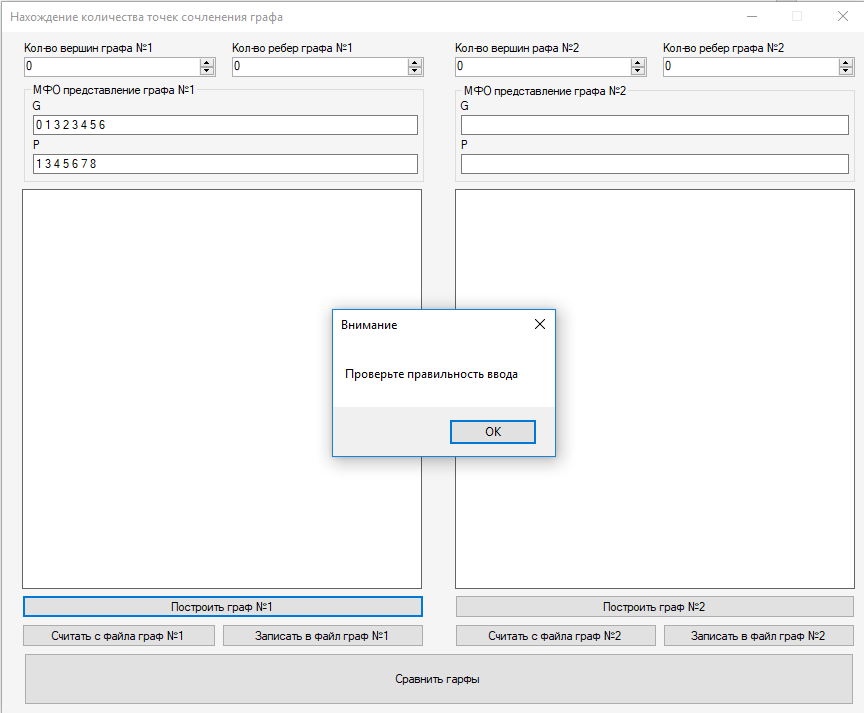 Нахождение количества точек сочленения графа
Кол-во вершин графа №1
Кол-во ребер графа №1
Кол-во вершин рафа №2
Кол-во ребер графа №2
0
0
0
0
МФО представление графа №1
МФО представление графа №2
G
G
0 1 3 2 3 4 5 6
P
P
1 3 4 5 6 7 8
Внимание
Проверьте правильность ввода
OK
Построить граф №1
Построить граф №2
Считать с файла граф №1
Записать в файл граф №1
Считать с файла граф №2
Записать в файл граф №2
Сравнить гарфы